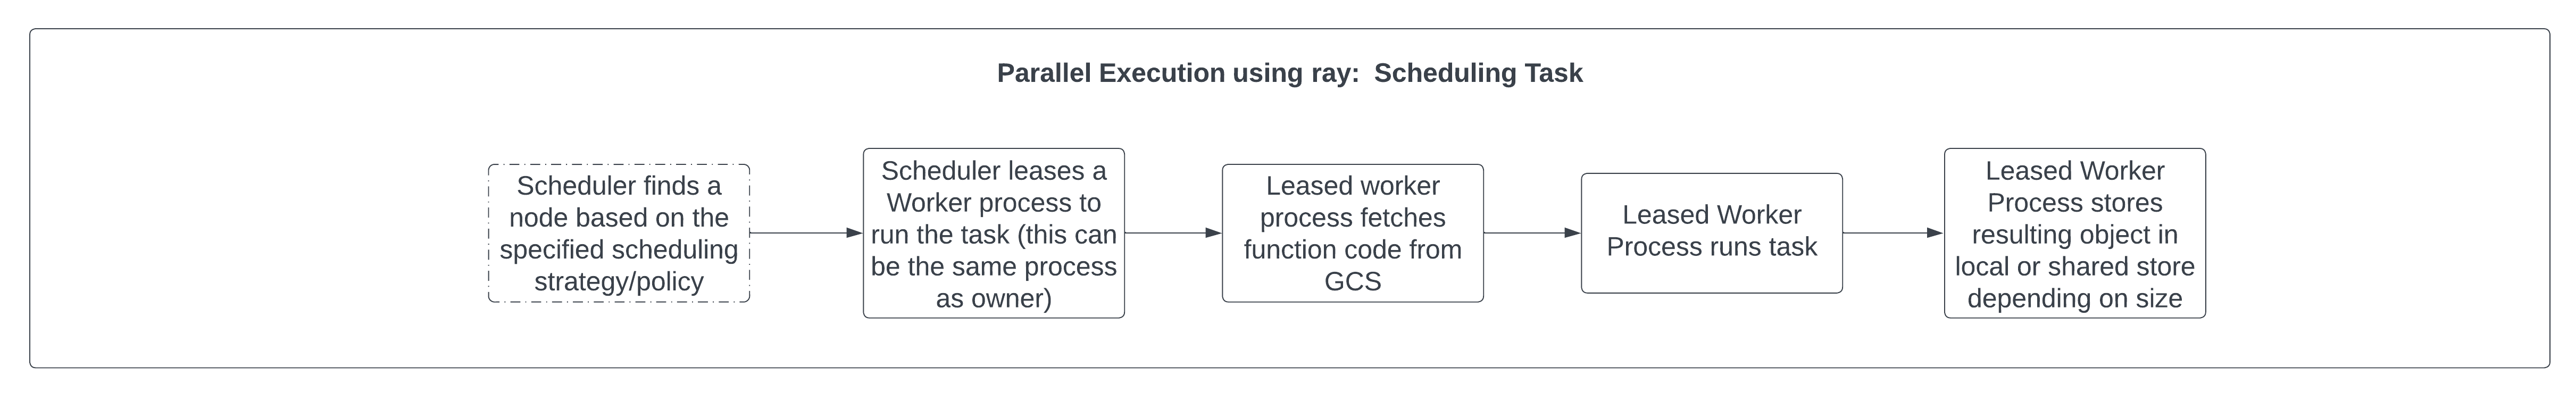 Parallel Execution using ray:  Scheduling Task
Scheduler finds a
node based on the
specified scheduling
strategy/policy
Scheduler leases a
Worker process to
run the task (this can
be the same process
as owner)
Leased worker
process fetches
function code from
GCS
Leased Worker
Process runs task
Leased Worker
Process stores
resulting object in
local or shared store
depending on size